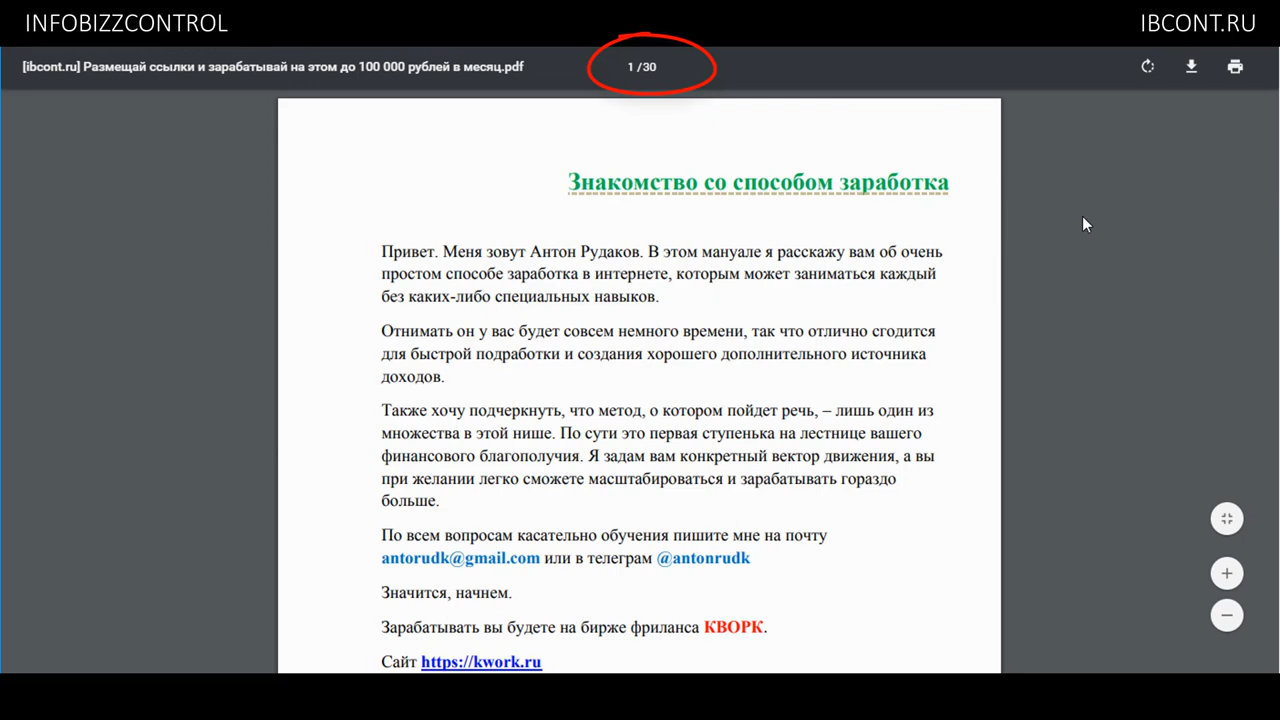 INFOBIZZCONTROL
IBCONT.RU
[ibcont.ru] Размещай ссылки и зарабатывай на этом до 100 000 рублей в месяц.pdf
1 / 30
Знакомство со способом заработка
Привет. Меня зовут Антон Рудаков. В этом мануале я расскажу вам об очень
простом способе заработка в интернете, которым может заниматься каждый
без каких-либо специальных навыков.
Отнимать он у вас будет совсем немного времени, так что отлично сгодится
для быстрой подработки и создания хорошего дополнительного источника
доходов.
Также хочу подчеркнуть, что метод, о котором пойдет речь, – лишь один из
множества в этой нише. По сути это первая ступенька на лестнице вашего
финансового благополучия. Я задам вам конкретный вектор движения, а вы
при желании легко сможете масштабироваться и зарабатывать гораздо
больше.
По всем вопросам касательно обучения пишите мне на почту
antorudk@gmail.com или в телеграм @antonrudk
Значится, начнем.
Зарабатывать вы будете на бирже фриланса КВОРК.
Сайт https://kwork.ru